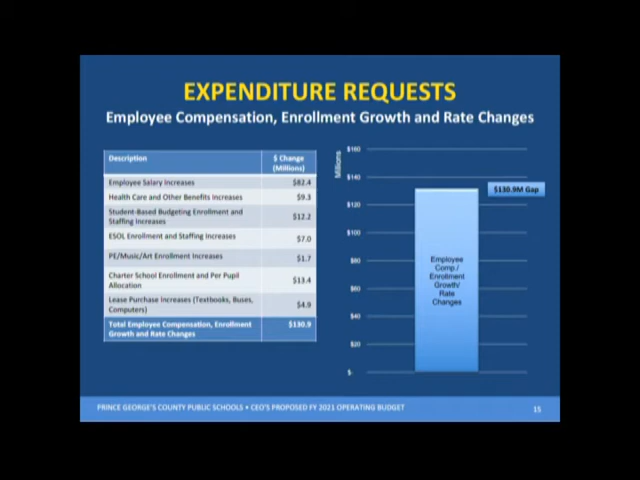 EXPENDITURE REQUESTS
Employee Compensation, Enrollment Growth and Rate Changes
Description
$ Change
(Millions)
Employee Salary Increases
$82.4
Health Care and Other Benefits Increases
$9.3
Student-Based Budgeting Enrollment and
Staffing Increases
$12.2
ESOL Enrollment and Staffing Increases
$7.0
PE/Music/Art Enrollment Increases
$1.7
Charter School Enrollment and Per Pupil
Allocation
$13.4
Lease Purchase Increases (Textbooks, Buses,
Computers)
$4.9
Total Employee Compensation, Enrollment
Growth and Rate Changes
$130.9
Millions
$160
$140
$120
$100
$80
$60
$40
$20
$-
Employee
Comp./
Enrollment
Growth/
Rate
Changes
$130.9M Gap
PRINCE GEORGE'S COUNTY PUBLIC SCHOOLS • CEO'S PROPOSED FY 2021 OPERATING BUDGET
15